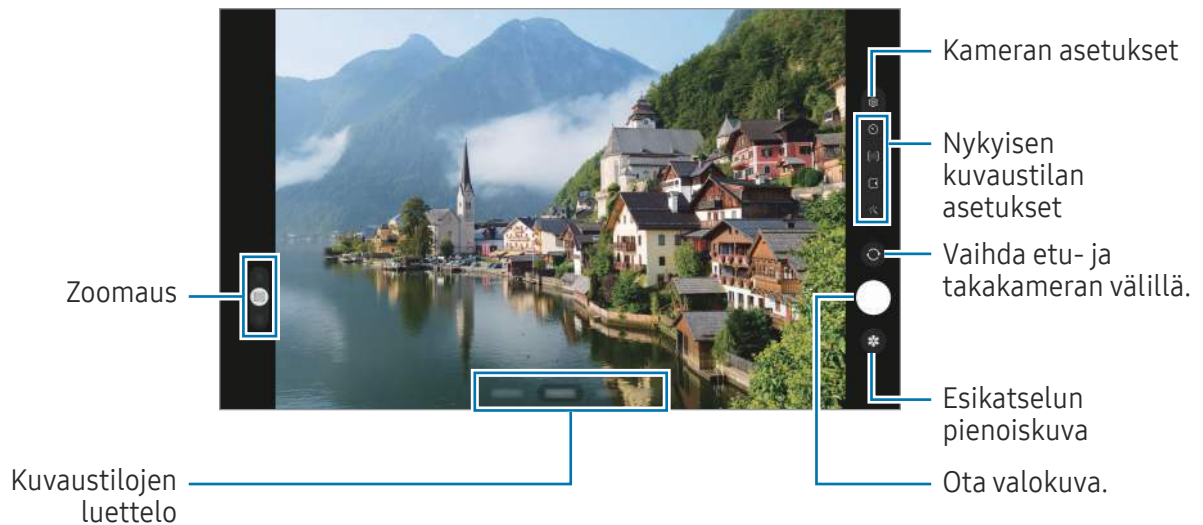 Kameran asetukset
Nykyisen
kuvaustilan
asetukset
Vaihda etu- ja
takakameran välillä.
Zoomaus
Esikatselun
pienoiskuva
Ota valokuva.
Kuvaustilojen
luettelo